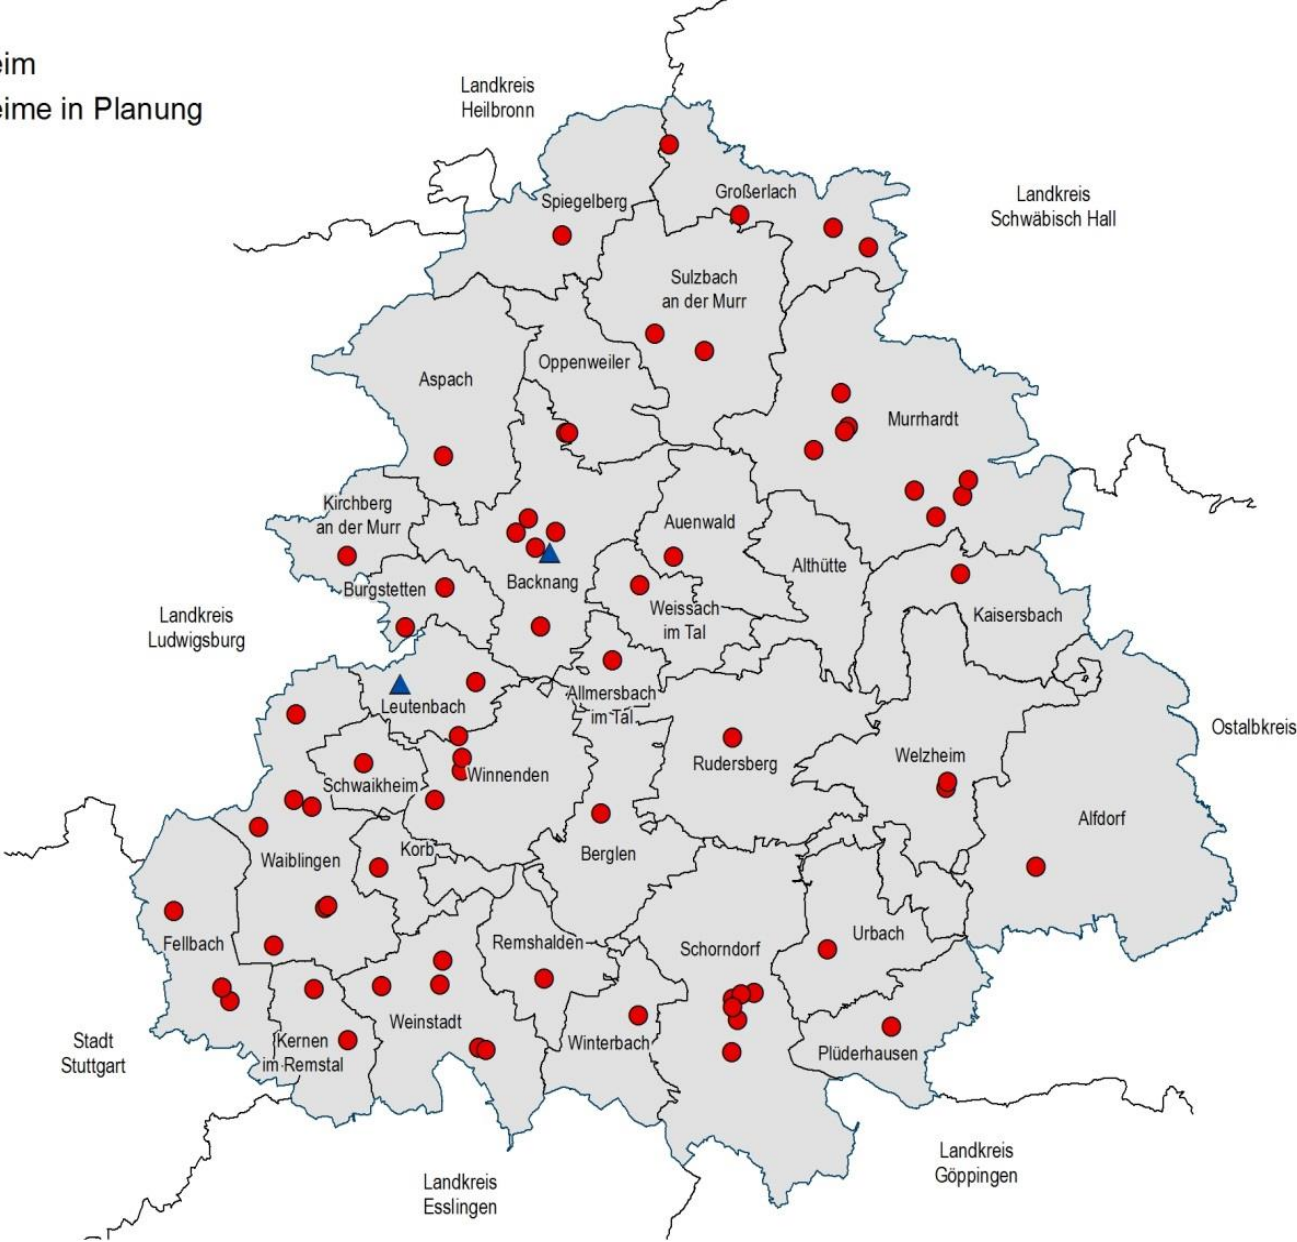 eim
eime in Planung
Landkreis
Heilbronn
Landkreis
Schwäbisch Hall
Spiegelberg
Großerlach
Sulzbach
an der Murr
Oppenweiler
Aspach
Murrhardt
Kirchberg
an der Murr
Auenwald
Althütte
Backnang
Burgstetten
Weissach
im Tal
Kaisersbach
Landkreis
Ludwigsburg
Allmersbach
im Tal
Leutenbach
Ostalbkreis
Rudersberg
Welzheim
Schwaikheim
Winnenden
Alfdorf
Korb
Berglen
Waiblingen
Fellbach
Remshalden
Schorndorf
Urbach
Weinstadt
Stadt
Stuttgart
Kernen
im Remstal
Winterbach
Plüderhausen
Landkreis
Göppingen
Landkreis
Esslingen